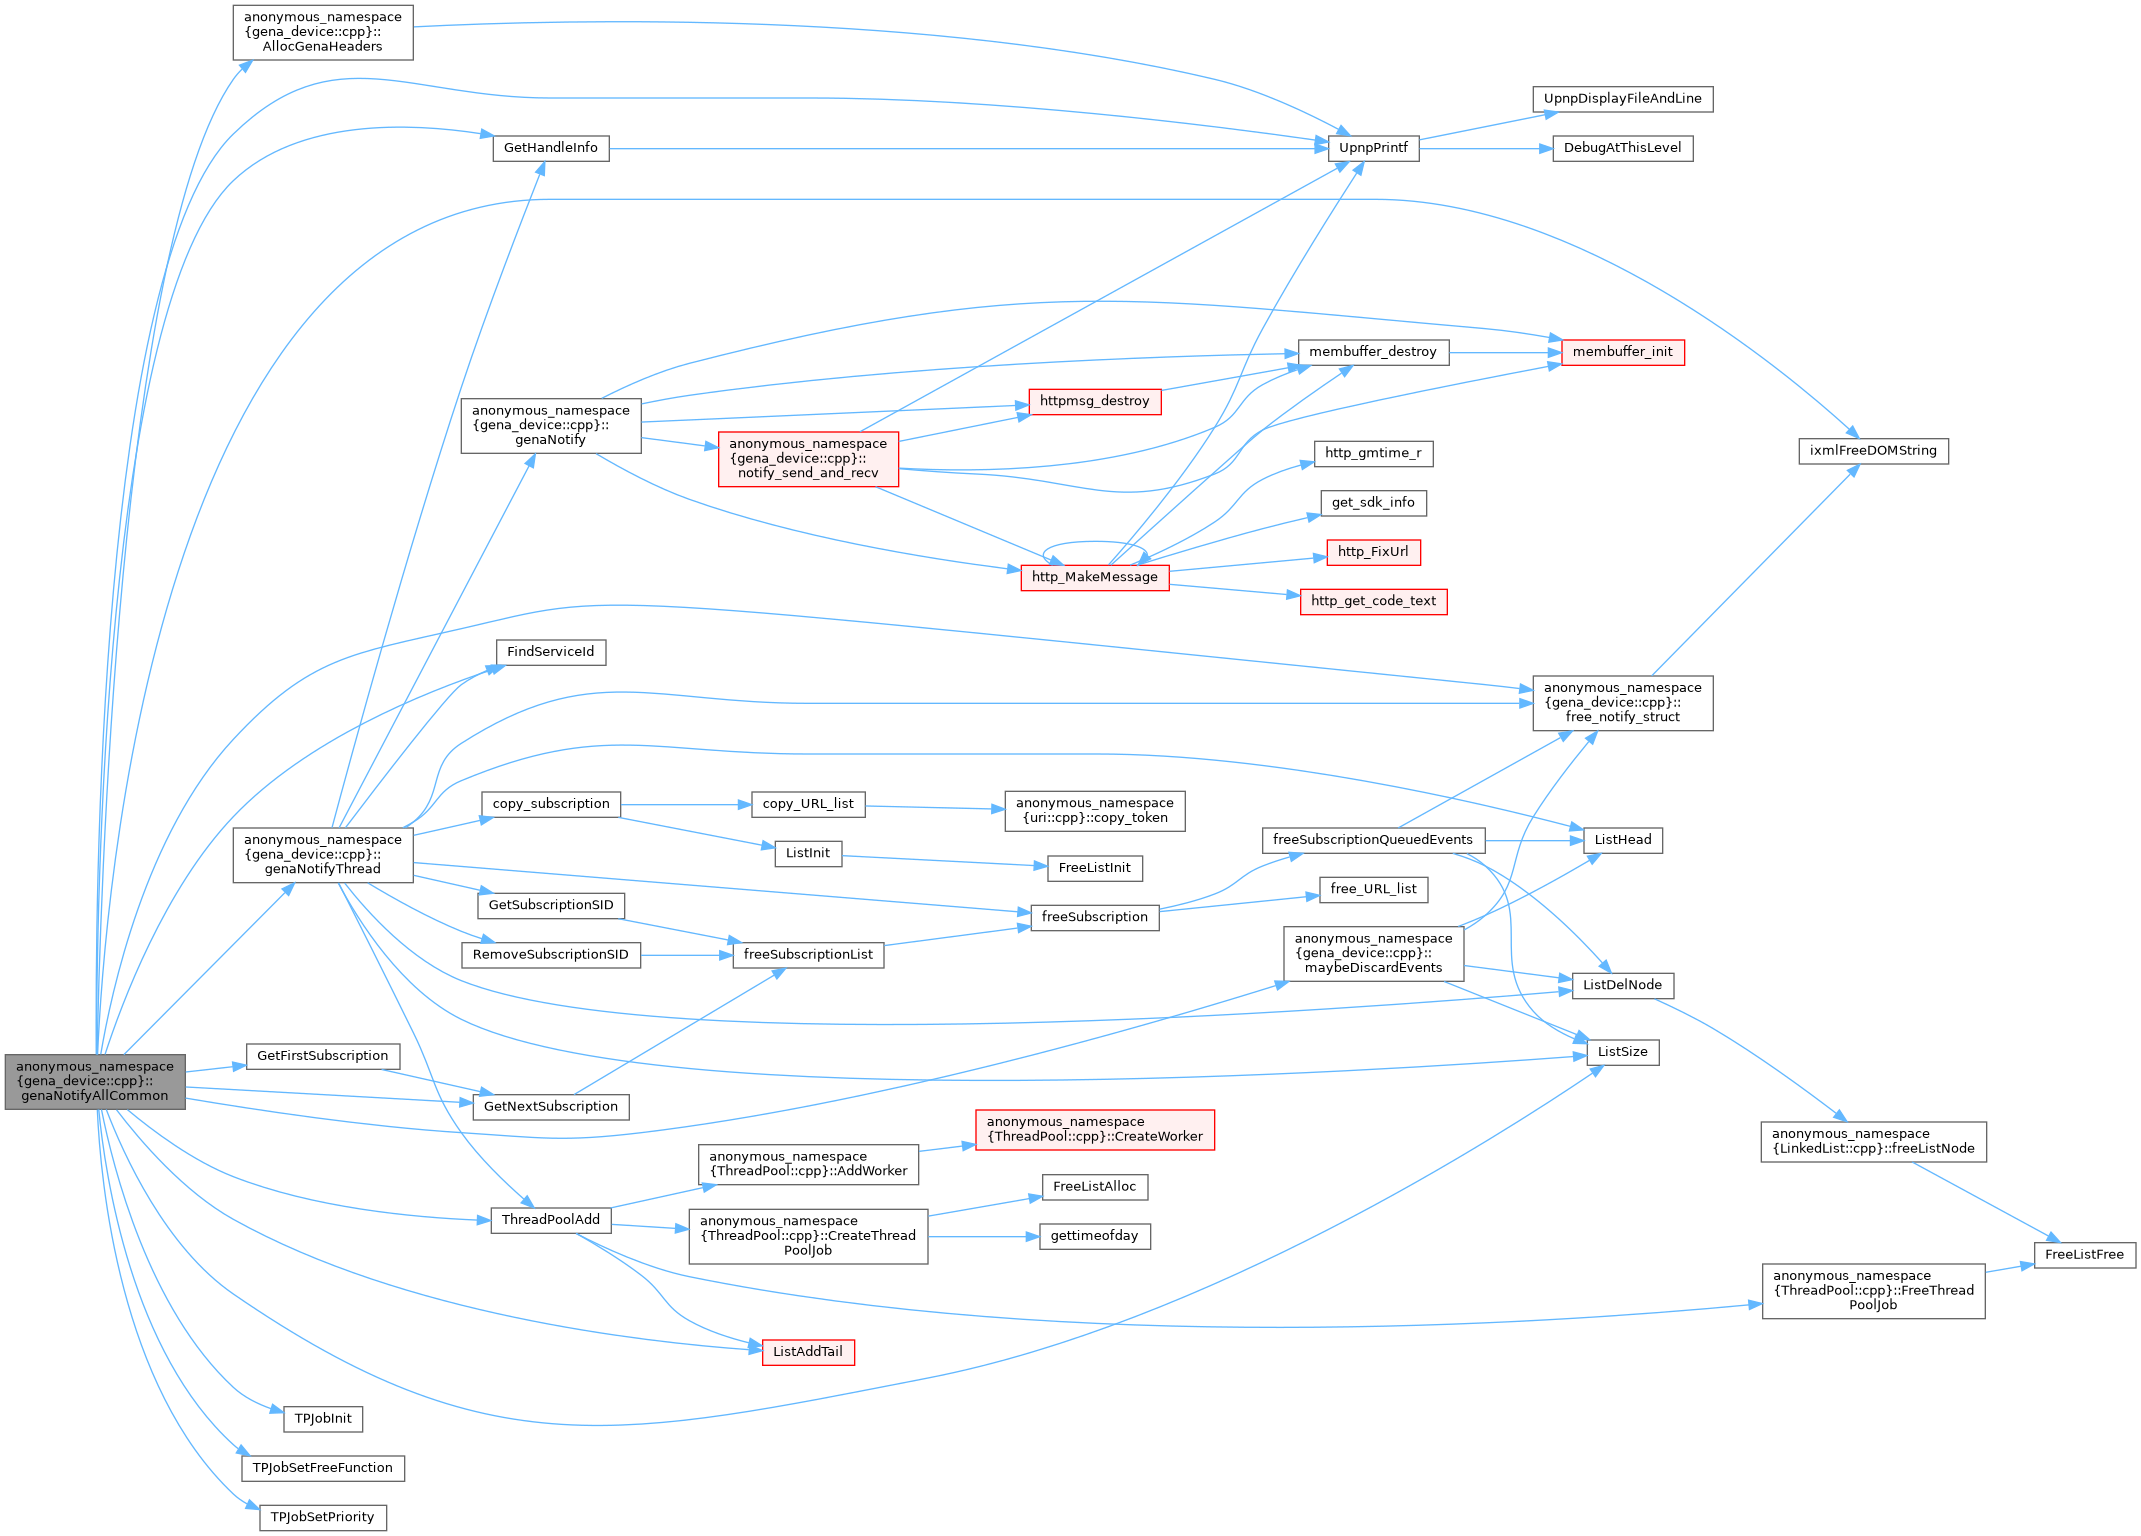 anonymous_namespace
{gena_device::cpp}::
AllocGenaHeaders
UpnpDisplayFileAndLine
GetHandleInfo
UpnpPrintf
DebugAtThisLevel
membuffer_destroy
membuffer_init
httpmsg_destroy
anonymous_namespace
{gena_device::cpp}::
genaNotify
anonymous_namespace
{gena_device::cpp}::
notify_send_and_recv
http_gmtime_r
ixmlFreeDOMString
get_sdk_info
http_FixUrl
http_MakeMessage
http_get_code_text
FindServiceId
anonymous_namespace
{gena_device::cpp}::
free_notify_struct
copy_subscription
copy_URL_list
anonymous_namespace
{uri::cpp}::copy_token
anonymous_namespace
{gena_device::cpp}::
genaNotifyThread
ListInit
FreeListInit
freeSubscriptionQueuedEvents
ListHead
GetSubscriptionSID
free_URL_list
freeSubscription
RemoveSubscriptionSID
freeSubscriptionList
anonymous_namespace
{gena_device::cpp}::
maybeDiscardEvents
ListDelNode
ListSize
GetFirstSubscription
anonymous_namespace
{gena_device::cpp}::
genaNotifyAllCommon
GetNextSubscription
anonymous_namespace
{ThreadPool::cpp}::CreateWorker
anonymous_namespace
{LinkedList::cpp}::freeListNode
anonymous_namespace
{ThreadPool::cpp}::AddWorker
FreeListAlloc
ThreadPoolAdd
anonymous_namespace
{ThreadPool::cpp}::CreateThread
PoolJob
gettimeofday
FreeListFree
anonymous_namespace
{ThreadPool::cpp}::FreeThread
PoolJob
ListAddTail
TPJobInit
TPJobSetFreeFunction
TPJobSetPriority